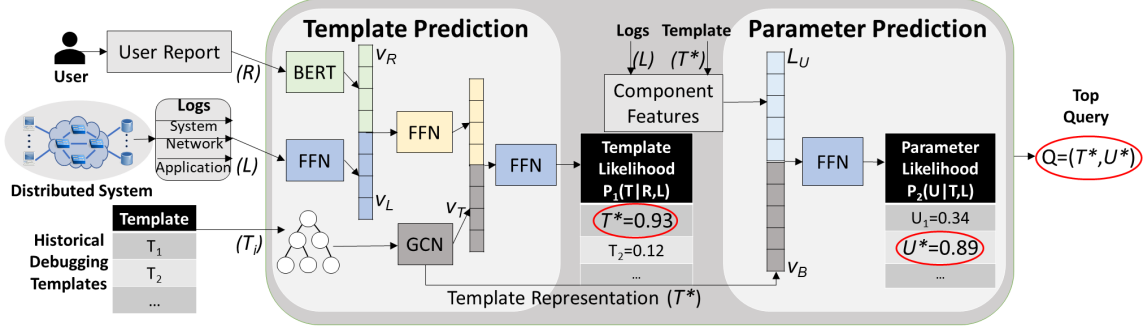 Template Prediction
Parameter Prediction
User
User Report
(R)
BERT
V_R
Logs
System
Network
Application
(L)
Distributed System
FFN
V_L
FFN
V_T
FFN
Historical
Debugging
Templates
Template
T_1
T_2
...
(T_i)
GCN
Template Representation (T*)
Logs Template
(L) (T*)
Component
Features
Template
Likelihood
P_1(T|R,L)
T*=0.93
T_2=0.12
...
L_U
V_B
FFN
Parameter
Likelihood
P_2(U|T,L)
U_1=0.34
U*=0.89
...
Top
Query
Q=(T*,U*)